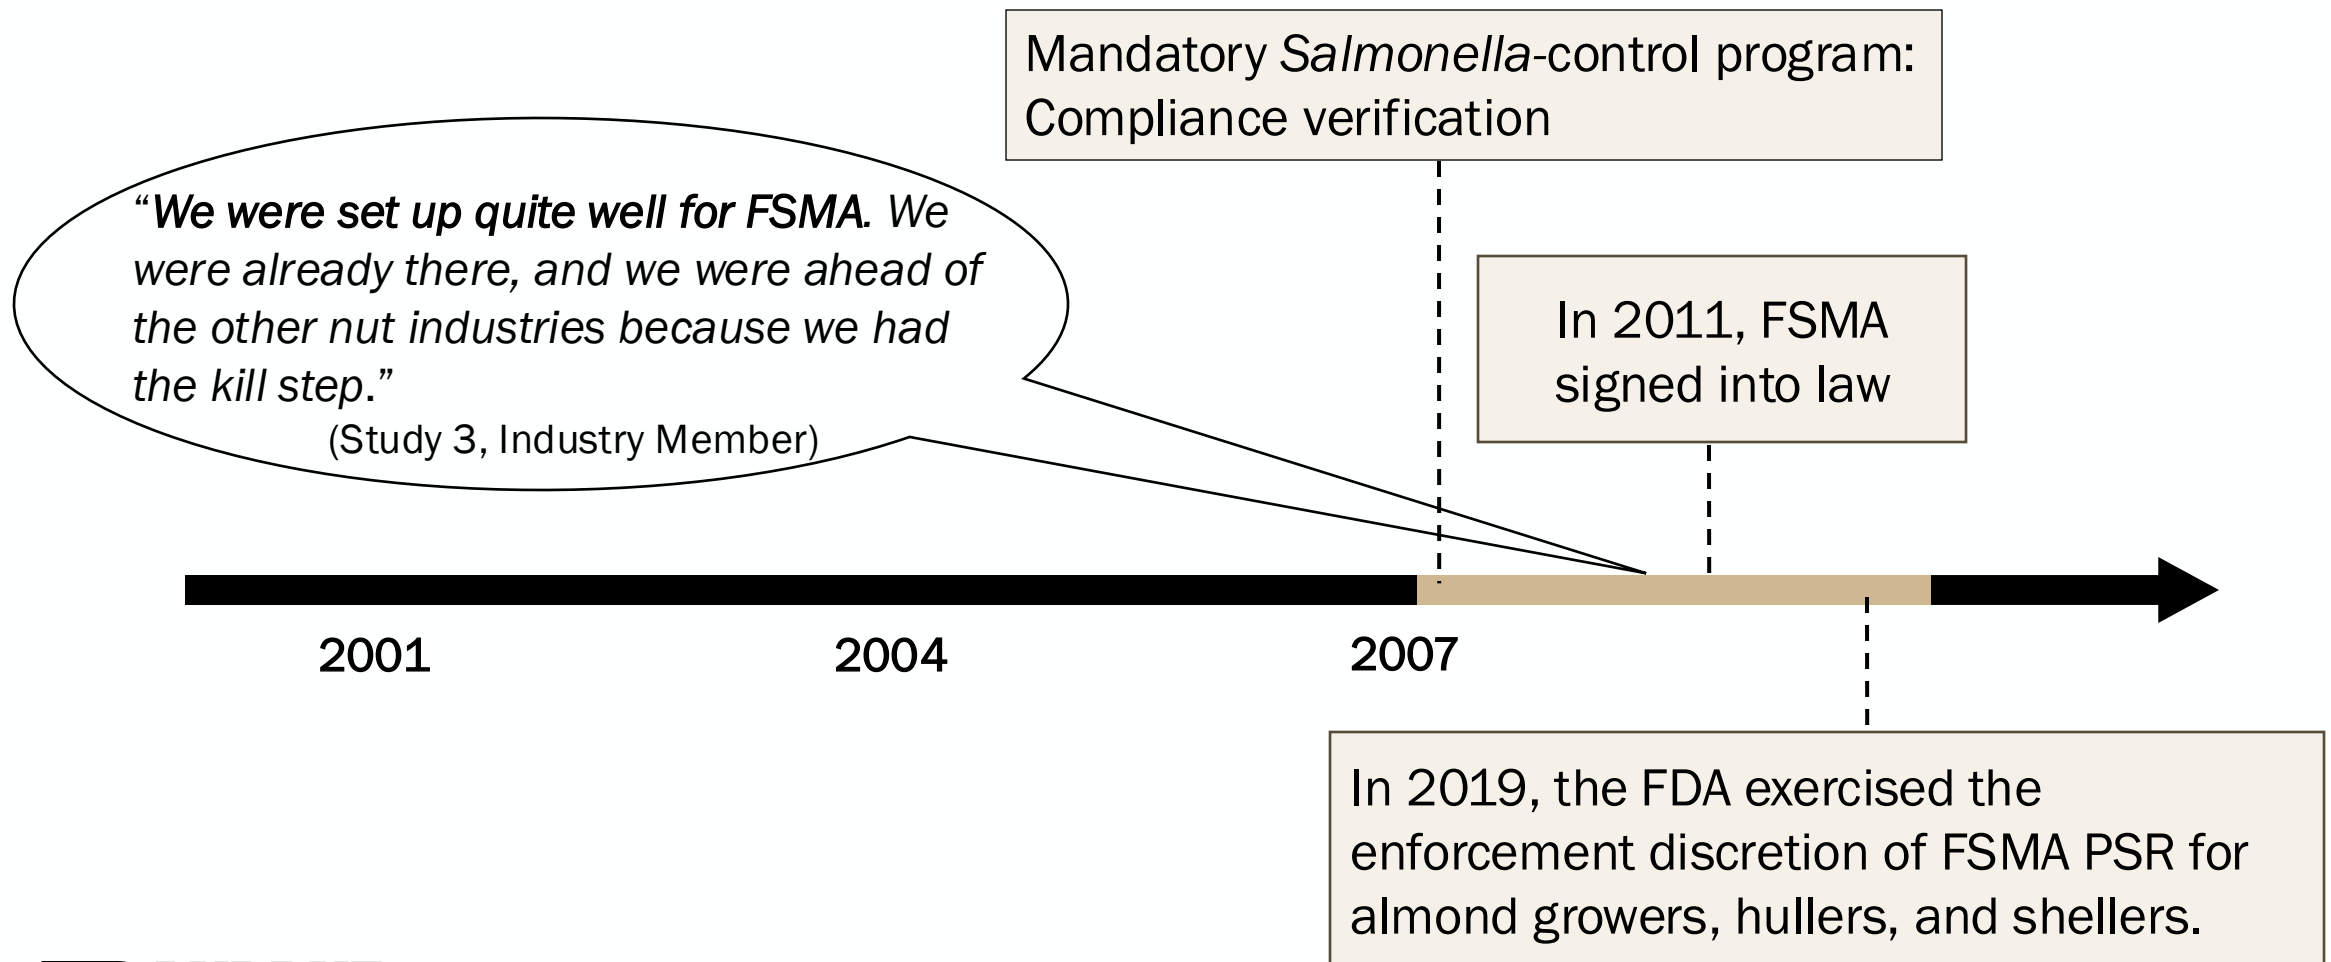 Mandatory Salmonella-control program:
Compliance verification
“We were set up quite well for FSMA. We
were already there, and we were ahead of
the other nut industries because we had
the kill step.”
(Study 3, Industry Member)
In 2011, FSMA
signed into law
2001
2004
2007
In 2019, the FDA exercised the
enforcement discretion of FSMA PSR for
almond growers, hullers, and shellers.